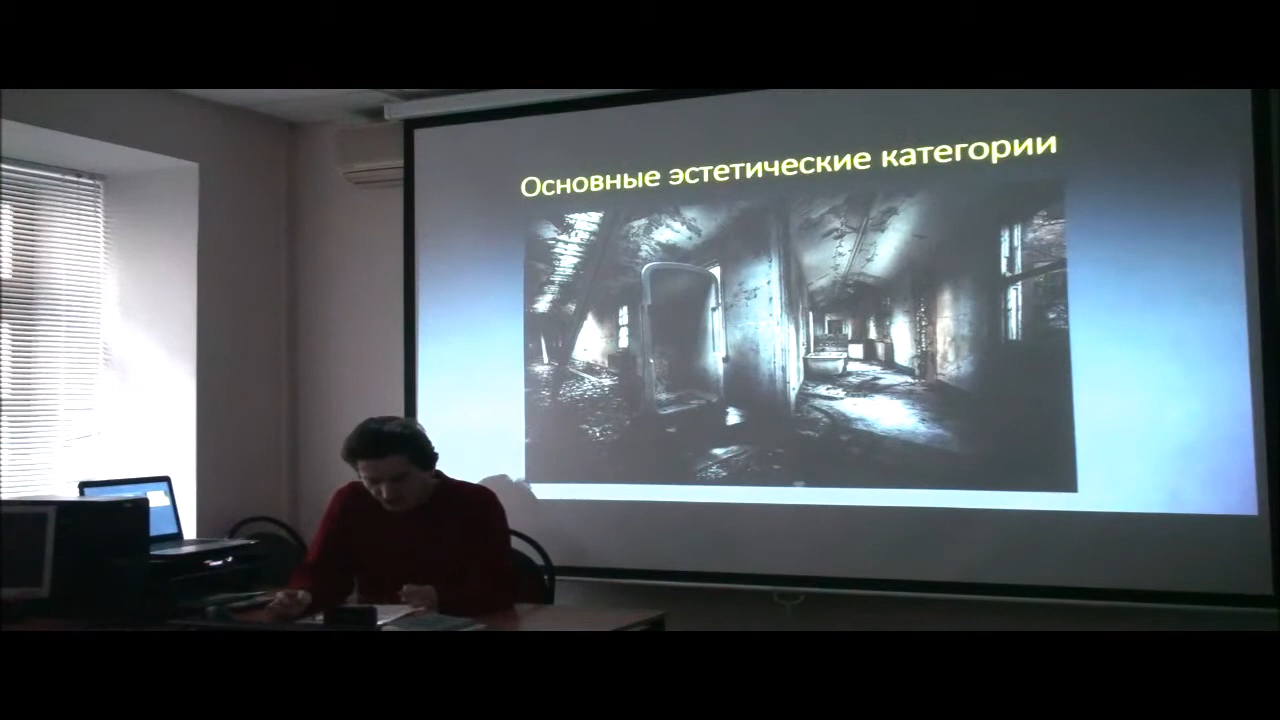 Основные эстетические категории